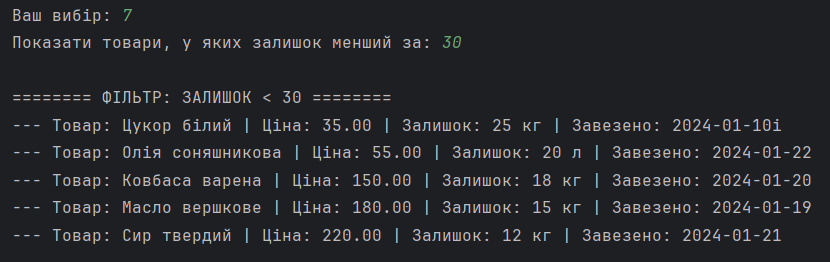 Ваш вибір: 7
Показати товари, у яких залишок менший за: 30
======== ФІЛЬТР: ЗАЛИШОК < 30 ========
--- Товар: Цукор білий | Ціна: 35.00 | Залишок: 25 кг | Завезено: 2024-01-10і
--- Товар: Олія соняшникова | Ціна: 55.00 | Залишок: 20 л | Завезено: 2024-01-22
--- Товар: Ковбаса варена | Ціна: 150.00 | Залишок: 18 кг | Завезено: 2024-01-20
--- Товар: Масло вершкове | Ціна: 180.00 | Залишок: 15 кг | Завезено: 2024-01-19
--- Товар: Сир твердий | Ціна: 220.00 | Залишок: 12 кг | Завезено: 2024-01-21